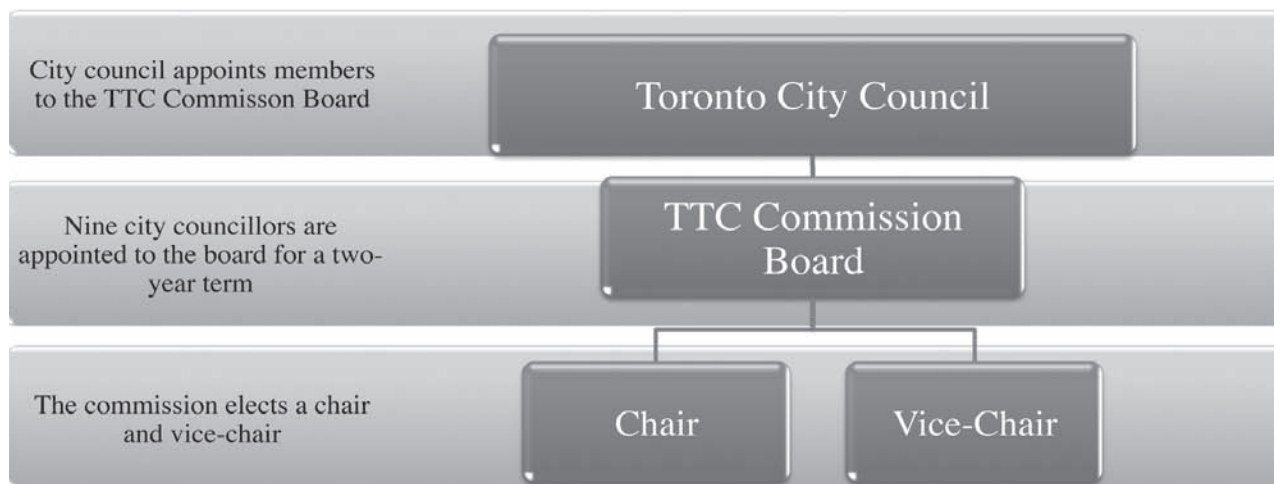 City council appoints members
to the TTC Commisson Board
Toronto City Council
Nine city councillors are
appointed to the board for a two-
year term
TTC Commission
Board
The commission elects a chair
and vice-chair
Chair
Vice-Chair